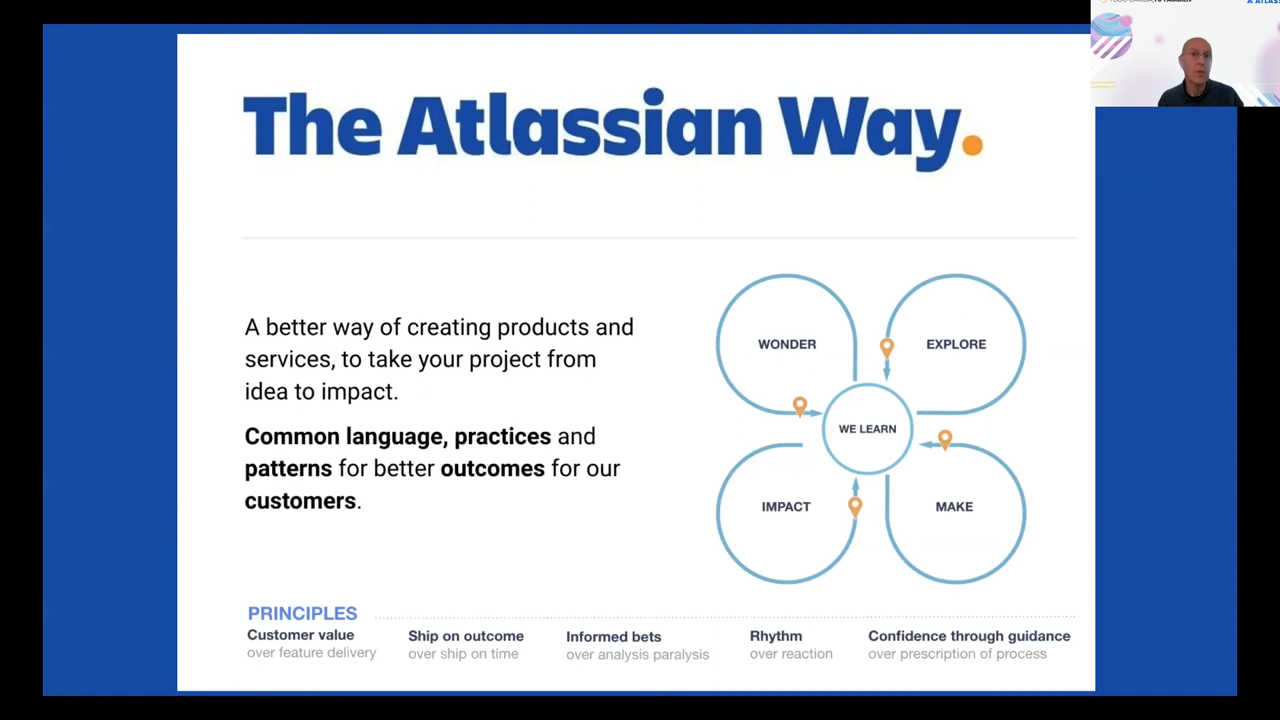 The Atlassian Way.
A better way of creating products and
services, to take your project from
idea to impact.
Common language, practices and
patterns for better outcomes for our
customers.
WONDER
EXPLORE
WE LEARN
IMPACT
MAKE
PRINCIPLES
Customer value
over feature delivery
Ship on outcome
over ship on time
Informed bets
over analysis paralysis
Rhythm
over reaction
Confidence through guidance
over prescription of process